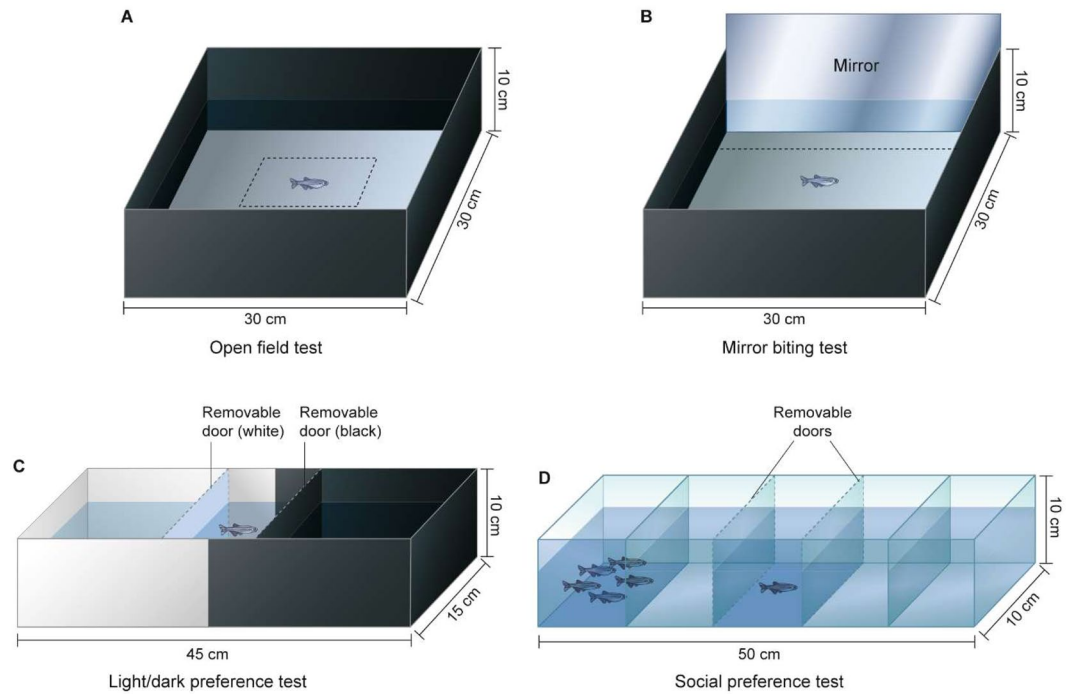 A
10 cm
30 cm
30 cm
Open field test
B
Mirror
10 cm
30 cm
30 cm
Mirror biting test
C
Removable
door (white)
Removable
door (black)
10 cm
15 cm
45 cm
Light/dark preference test
D
Removable
doors
10 cm
10 cm
50 cm
Social preference test